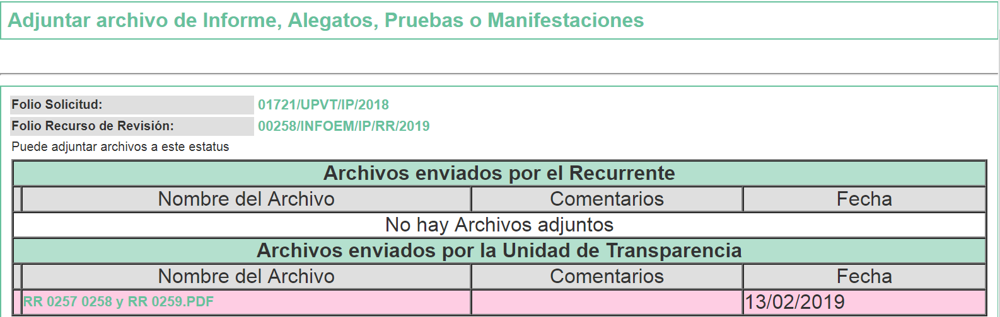 Adjuntar archivo de Informe, Alegatos, Pruebas o Manifestaciones
Folio Solicitud: 01721/UPVT/IP/2018
Folio Recurso de Revisión: 00258/INFOEM/IP/RR/2019
Puede adjuntar archivos a este estatus
Archivos enviados por el Recurrente
Nombre del Archivo Comentarios Fecha
No hay Archivos adjuntos
Archivos enviados por la Unidad de Transparencia
Nombre del Archivo Comentarios Fecha
RR 0257 0258 y RR 0259.PDF 13/02/2019